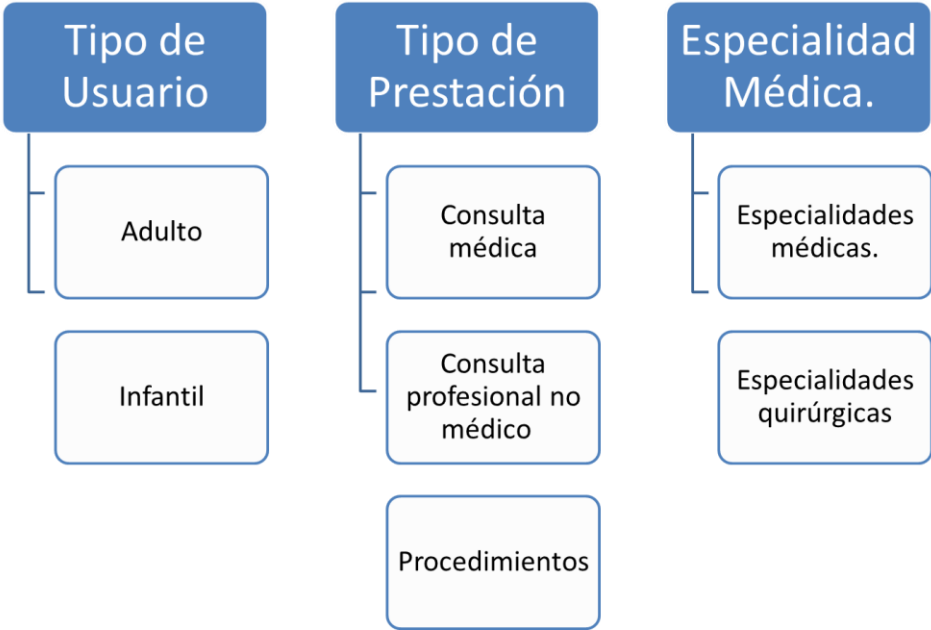 Tipo de
Usuario
Adulto
Infantil
Tipo de
Prestación
Consulta
médica
Consulta
profesional no
médico
Procedimientos
Especialidad
Médica.
Especialidades
médicas.
Especialidades
quirúrgicas